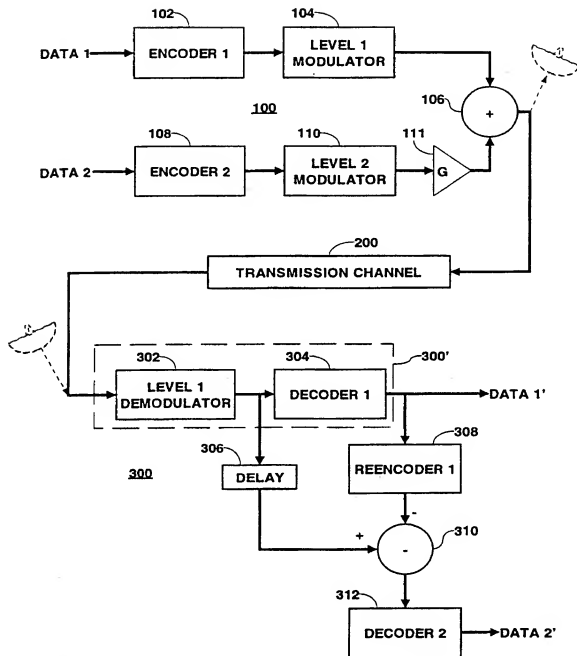 102
104
DATA 1
ENCODER 1
LEVEL 1
MODULATOR
106
+
100
108
110
111
DATA 2
ENCODER 2
LEVEL 2
MODULATOR
G
200
TRANSMISSION CHANNEL
302
304
300'
LEVEL 1
DEMODULATOR
DECODER 1
DATA 1'
306
308
300
DELAY
REENCODER 1
-
+
-
310
312
DECODER 2
DATA 2'